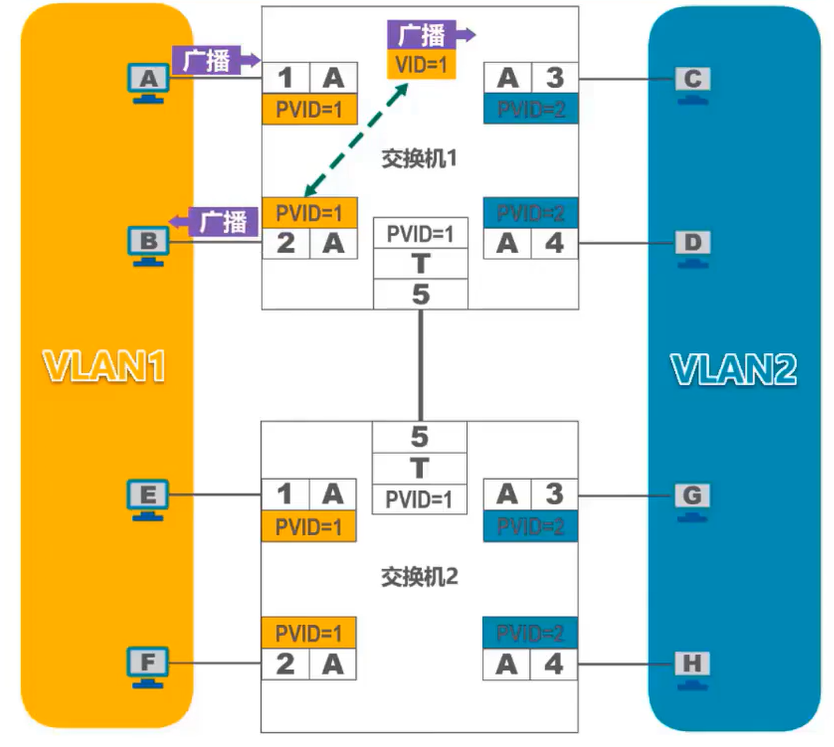 广播
VID=1
广播
A
1 A
PVID=1
A 3
PVID=2
C
交换机1
PVID=1
2 A
广播
B
PVID=1
T
5
PVID=2
A 4
D
VLAN1
VLAN2
5
T
PVID=1
E
1 A
PVID=1
A 3
PVID=2
G
交换机2
PVID=1
2 A
F
PVID=2
A 4
H